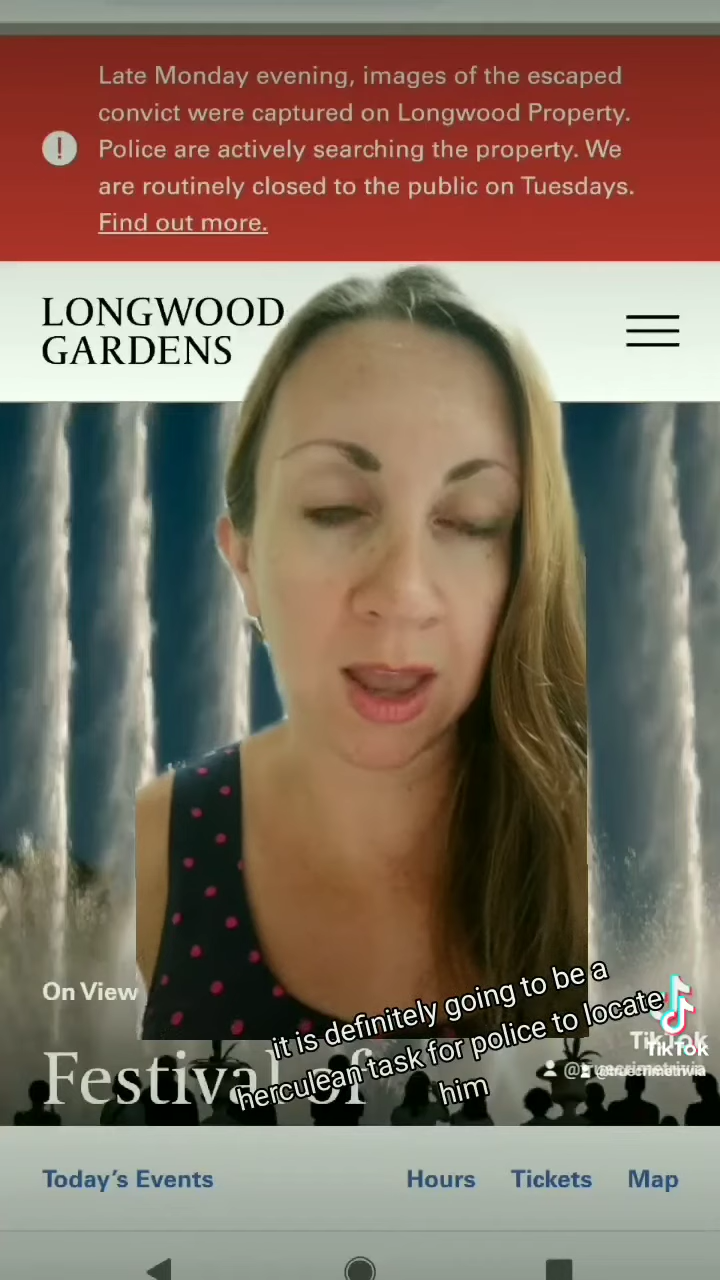 Late Monday evening, images of the escaped
convict were captured on Longwood Property.
! Police are actively searching the property. We
are routinely closed to the public on Tuesdays.
Find out more.
LONGWOOD
GARDENS
On View
Festival of
it is definitely going to be a
herculean task for police to locate
him
TikTok
TikTok
@truecrimetrivia
Today’s Events
Hours
Tickets
Map